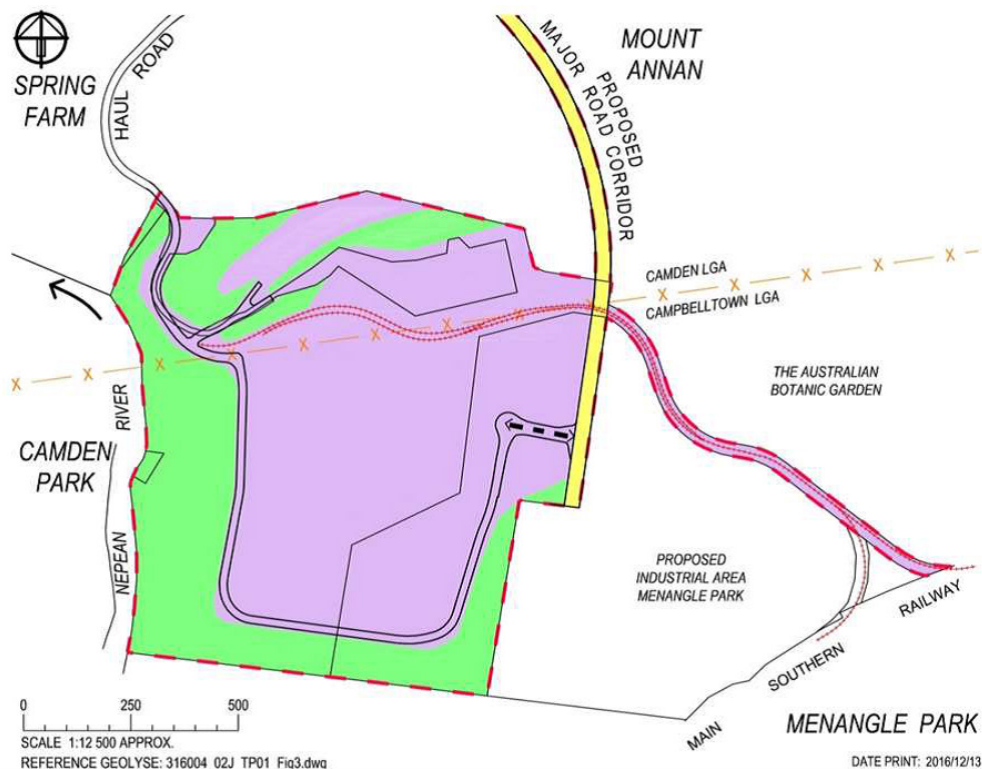 SPRING
FARM
HAUL ROAD
MAJOR ROAD CORRIDOR
PROPOSED
MOUNT
ANNAN
CAMDEN LGA
CAMPBELLTOWN LGA
THE AUSTRALIAN
BOTANIC GARDEN
CAMDEN
PARK
NEPEAN RIVER
PROPOSED
INDUSTRIAL AREA
MENANGLE PARK
MAIN SOUTHERN RAILWAY
MENANGLE PARK
0 250 500
SCALE 1:12 500 APPROX.
REFERENCE GEOLYSE: 316004_02J_TP01_Fig3.dwg
DATE PRINT: 2016/12/13